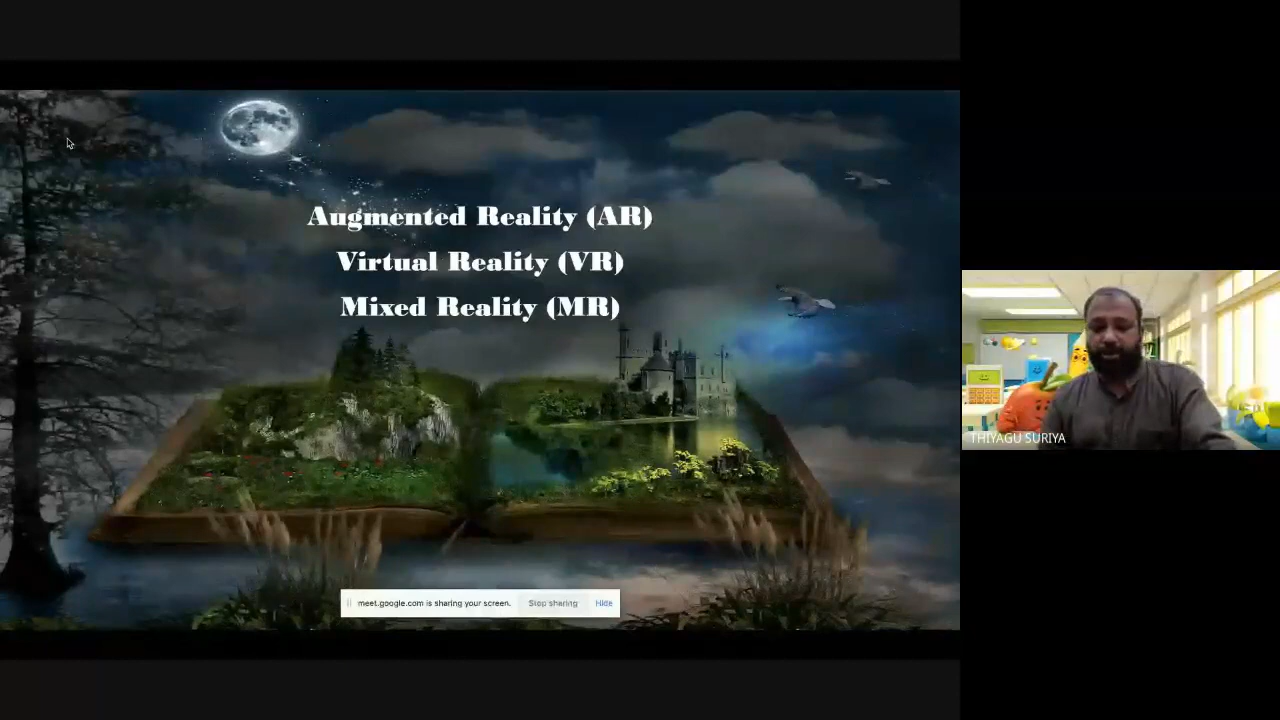 Augmented Reality (AR)
Virtual Reality (VR)
Mixed Reality (MR)
THIYAGU SURIYA
meet.google.com is sharing your screen. Stop sharing Hide